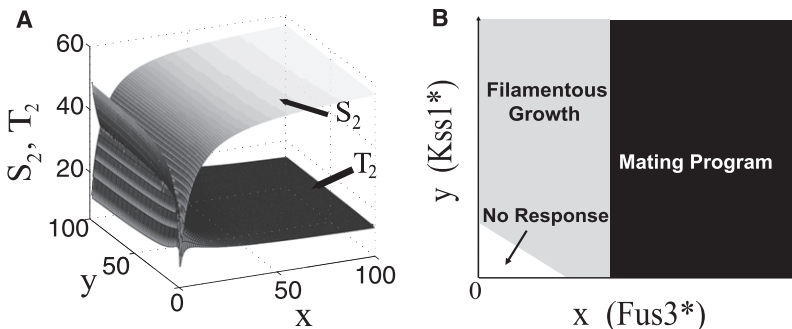 A
60
40
20
S2, T2
S2
T2
100
50
0
50
100
y
x
B
Filamentous
Growth
Mating Program
No Response
y (Kss1*)
0
x (Fus3*)